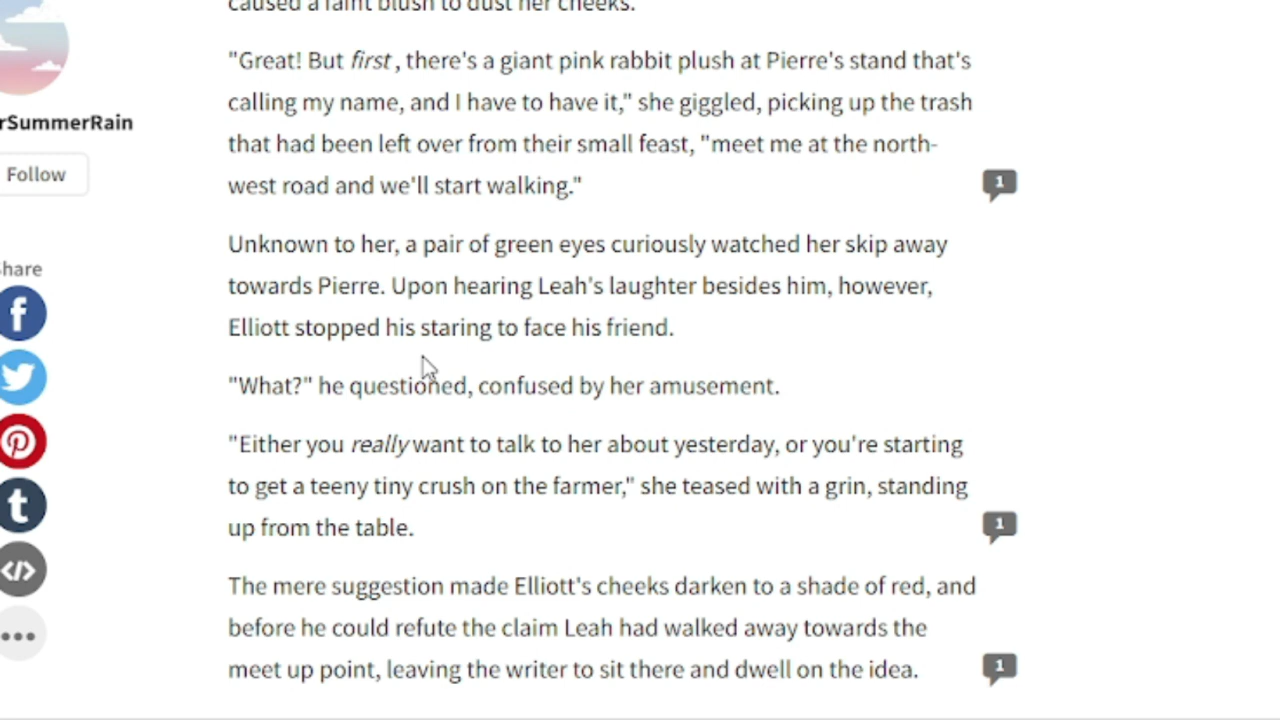 caused a faint blush to dust her cheeks.
"Great! But first, there's a giant pink rabbit plush at Pierre's stand that's
calling my name, and I have to have it," she giggled, picking up the trash
that had been left over from their small feast, "meet me at the north-
west road and we'll start walking."
1
rSummerRain
Follow
Unknown to her, a pair of green eyes curiously watched her skip away
towards Pierre. Upon hearing Leah's laughter besides him, however,
Elliott stopped his staring to face his friend.
Share
"What?" he questioned, confused by her amusement.
"Either you really want to talk to her about yesterday, or you're starting
to get a teeny tiny crush on the farmer," she teased with a grin, standing
up from the table.
1
The mere suggestion made Elliott's cheeks darken to a shade of red, and
before he could refute the claim Leah had walked away towards the
meet up point, leaving the writer to sit there and dwell on the idea.
1